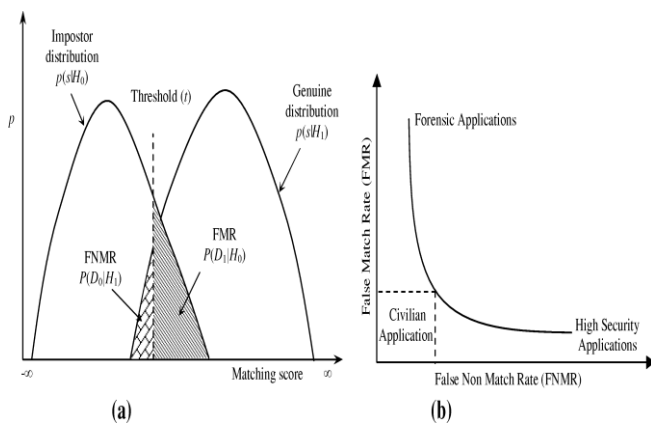 Impostor
distribution
p(s|H₀)
Threshold (t)
Genuine
distribution
p(s|H₁)
p
FNMR
P(D₀|H₁)
FMR
P(D₁|H₀)
-∞
Matching score
∞
(a)
False Match Rate (FMR)
Forensic Applications
Civilian
Application
High Security
Applications
False Non Match Rate (FNMR)
(b)